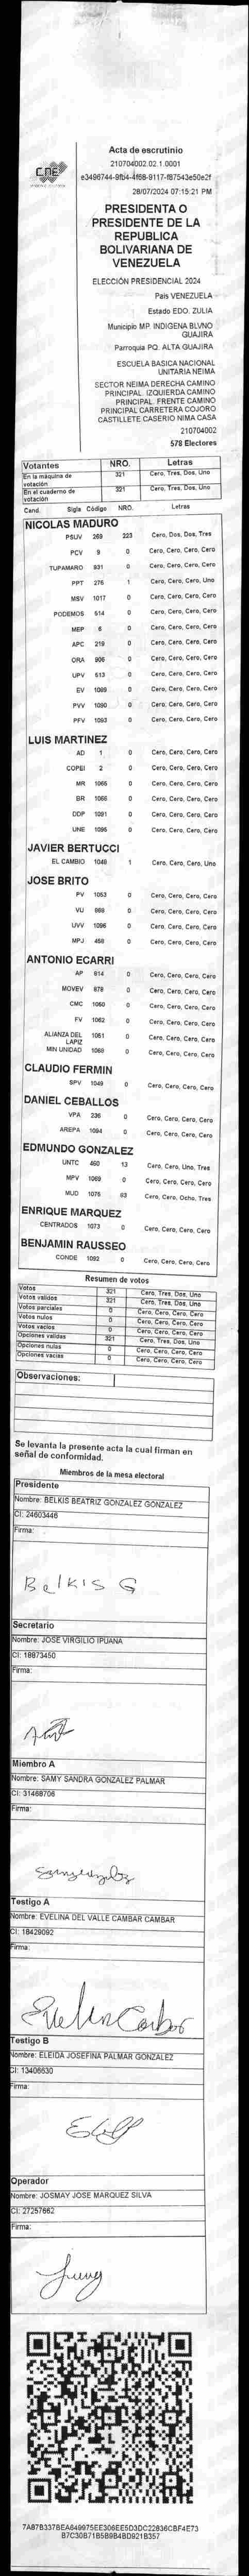 CNE
Acta de escrutinio
210704002.02.1.0001
28/07/2024 07:15:21 PM
PRESIDENTA O
PRESIDENTE DE LA
REPUBLICA
BOLIVARIANA DE
VENEZUELA
ELECCIÓN PRESIDENCIAL 2024
País VENEZUELA
Estado EDO. ZULIA
Municipio MP. INDIGENA BLVNO
GUAJIRA
Parroquia PQ. ALTA GUAJIRA
ESCUELA BASICA NACIONAL
UNITARIA NEIMA
SECTOR NEIMA DERECHA CAMINO
PRINCIPAL. IZQUIERDA CAMINO
PRINCIPAL. FRENTE CAMINO
PRINCIPAL CARRETERA COJORO
CASTILLETE CASERIO NIMA CASA
210704002
578 Electores
Votantes NRO. Letras
En la máquina de votación 321 Cero, Tres, Dos, Uno
En el cuaderno de votación 321 Cero, Tres, Dos, Uno
Cand. Sigla Código NRO. Letras
NICOLAS MADURO
PSUV 269 223 Cero, Dos, Dos, Tres
PCV 9 0 Cero, Cero, Cero, Cero
TUPAMARO 931 0 Cero, Cero, Cero, Cero
PPT 275 1 Cero, Cero, Cero, Uno
MSV 1017 0 Cero, Cero, Cero, Cero
PODEMOS 514 0 Cero, Cero, Cero, Cero
MEP 6 0 Cero, Cero, Cero, Cero
APC 219 0 Cero, Cero, Cero, Cero
ORA 906 0 Cero, Cero, Cero, Cero
UPV 513 0 Cero, Cero, Cero, Cero
EV 1089 0 Cero, Cero, Cero, Cero
PVV 1090 0 Cero, Cero, Cero, Cero
PFV 1093 0 Cero, Cero, Cero, Cero
LUIS MARTINEZ
AD 1 0 Cero, Cero, Cero, Cero
COPEI 2 0 Cero, Cero, Cero, Cero
MR 1065 0 Cero, Cero, Cero, Cero
BR 1066 0 Cero, Cero, Cero, Cero
DDP 1091 0 Cero, Cero, Cero, Cero
UNE 1095 0 Cero, Cero, Cero, Cero
JAVIER BERTUCCI
EL CAMBIO 1048 1 Cero, Cero, Cero, Uno
JOSE BRITO
PV 1053 0 Cero, Cero, Cero, Cero
VU 868 0 Cero, Cero, Cero, Cero
UVV 1096 0 Cero, Cero, Cero, Cero
MPJ 458 0 Cero, Cero, Cero, Cero
ANTONIO ECARRI
AP 614 0 Cero, Cero, Cero, Cero
MOVEV 878 0 Cero, Cero, Cero, Cero
CMC 1050 0 Cero, Cero, Cero, Cero
FV 1062 0 Cero, Cero, Cero, Cero
ALIANZA DEL LAPIZ 1051 0 Cero, Cero, Cero, Cero
MIN UNIDAD 1069 0 Cero, Cero, Cero, Cero
CLAUDIO FERMIN
SPV 1049 0 Cero, Cero, Cero, Cero
DANIEL CEBALLOS
VPA 236 0 Cero, Cero, Cero, Cero
AREPA 1094 0 Cero, Cero, Cero, Cero
EDMUNDO GONZALEZ
UNTC 460 13 Cero, Cero, Uno, Tres
MPV 1069 0 Cero, Cero, Cero, Cero
MUD 1075 83 Cero, Cero, Ocho, Tres
ENRIQUE MARQUEZ
CENTRADOS 1073 0 Cero, Cero, Cero, Cero
BENJAMIN RAUSSEO
CONDE 1092 0 Cero, Cero, Cero, Cero
Resumen de votos
Votos 321 Cero, Tres, Dos, Uno
Votos validos 321 Cero, Tres, Dos, Uno
Votos parciales 0 Cero, Cero, Cero, Cero
Votos nulos 0 Cero, Cero, Cero, Cero
Votos vacios 0 Cero, Cero, Cero, Cero
Opciones validas 321 Cero, Tres, Dos, Uno
Opciones nulas 0 Cero, Cero, Cero, Cero
Opciones vacias 0 Cero, Cero, Cero, Cero
Observaciones:
Se levanta la presente acta la cual firman en
señal de conformidad.
Miembros de la mesa electoral
Presidente
Nombre: BELKIS BEATRIZ GONZALEZ GONZALEZ
CI: 24603446
Firma:
Belkis G
Secretario
Nombre: JOSE VIRGILIO IPUANA
CI: 18873450
Firma:
Miembro A
Nombre: SAMY SANDRA GONZALEZ PALMAR
CI: 31468706
Firma:
Testigo A
Nombre: EVELINA DEL VALLE CAMBAR CAMBAR
CI: 18429092
Firma:
Testigo B
Nombre: ELEIDA JOSEFINA PALMAR GONZALEZ
CI: 13406630
Firma:
Operador
Nombre: JOSMAY JOSE MARQUEZ SILVA
CI: 27257662
Firma: